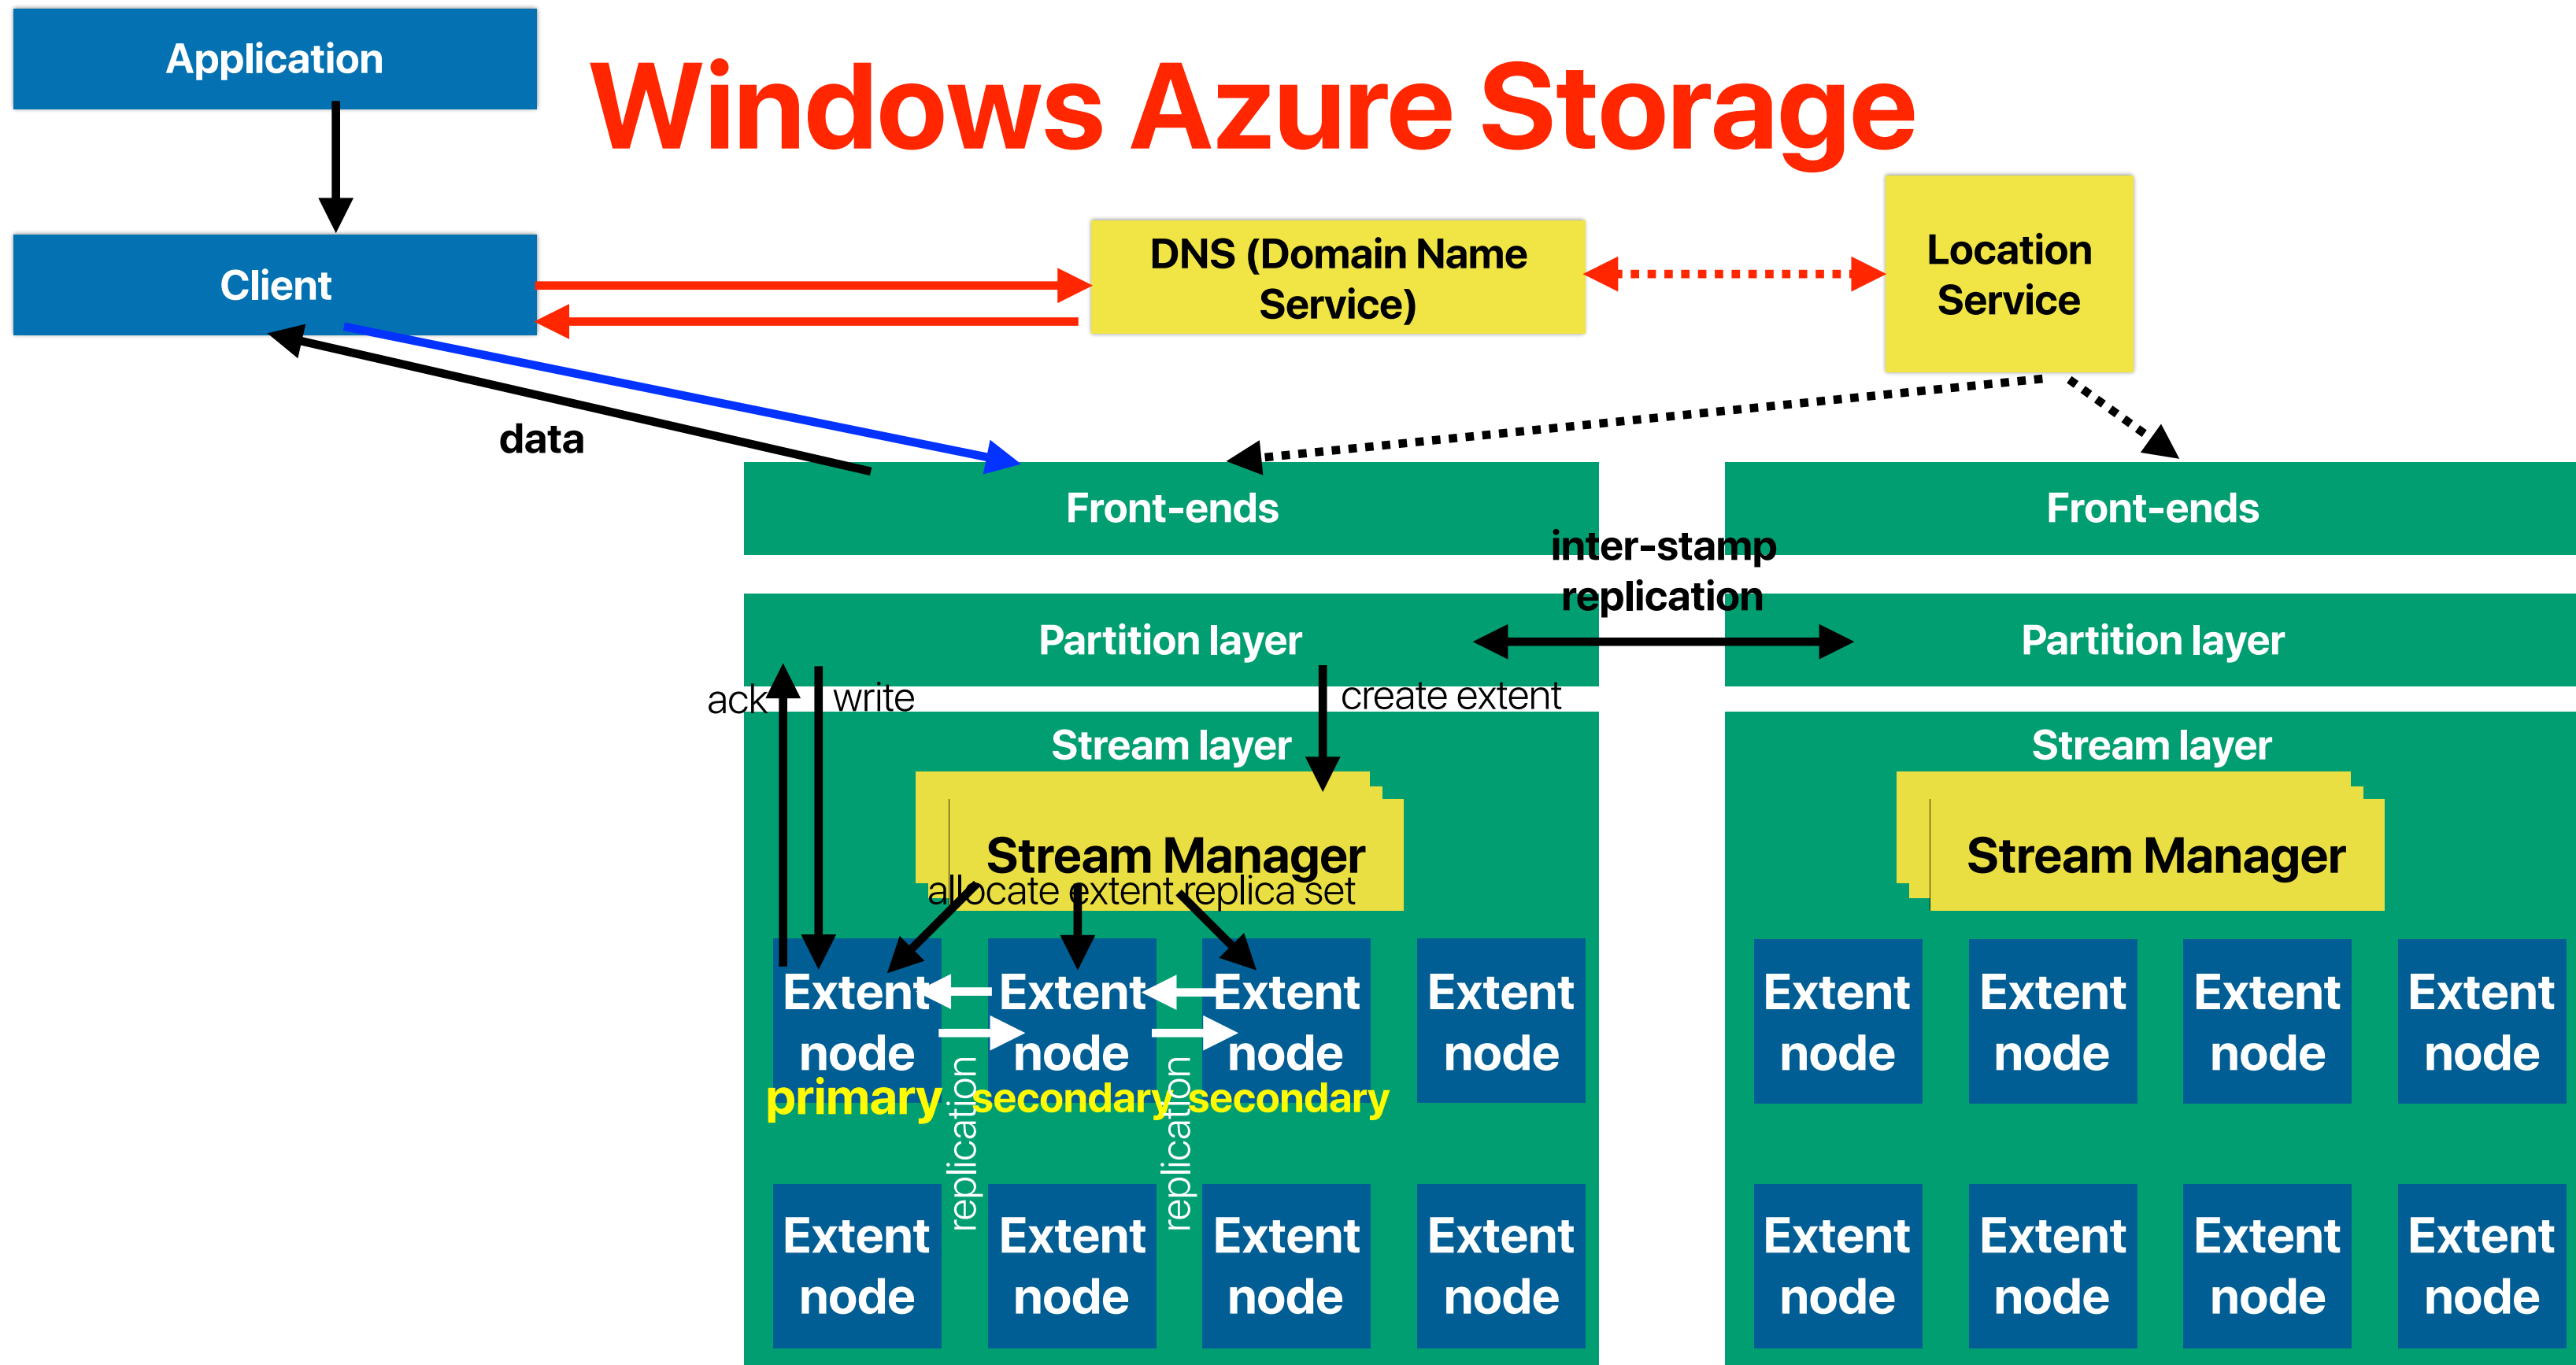 Application
Windows Azure Storage
Client
DNS (Domain Name
Service)
Location
Service
data
Front-ends
Front-ends
inter-stamp
replication
Partition layer
Partition layer
ack
write
create extent
Stream layer
Stream layer
Stream Manager
Stream Manager
allocate extent replica set
Extent
node
primary
Extent
node
secondary
Extent
node
secondary
Extent
node
replication
replication
Extent
node
Extent
node
Extent
node
Extent
node
Extent
node
Extent
node
Extent
node
Extent
node
Extent
node
Extent
node
Extent
node
Extent
node